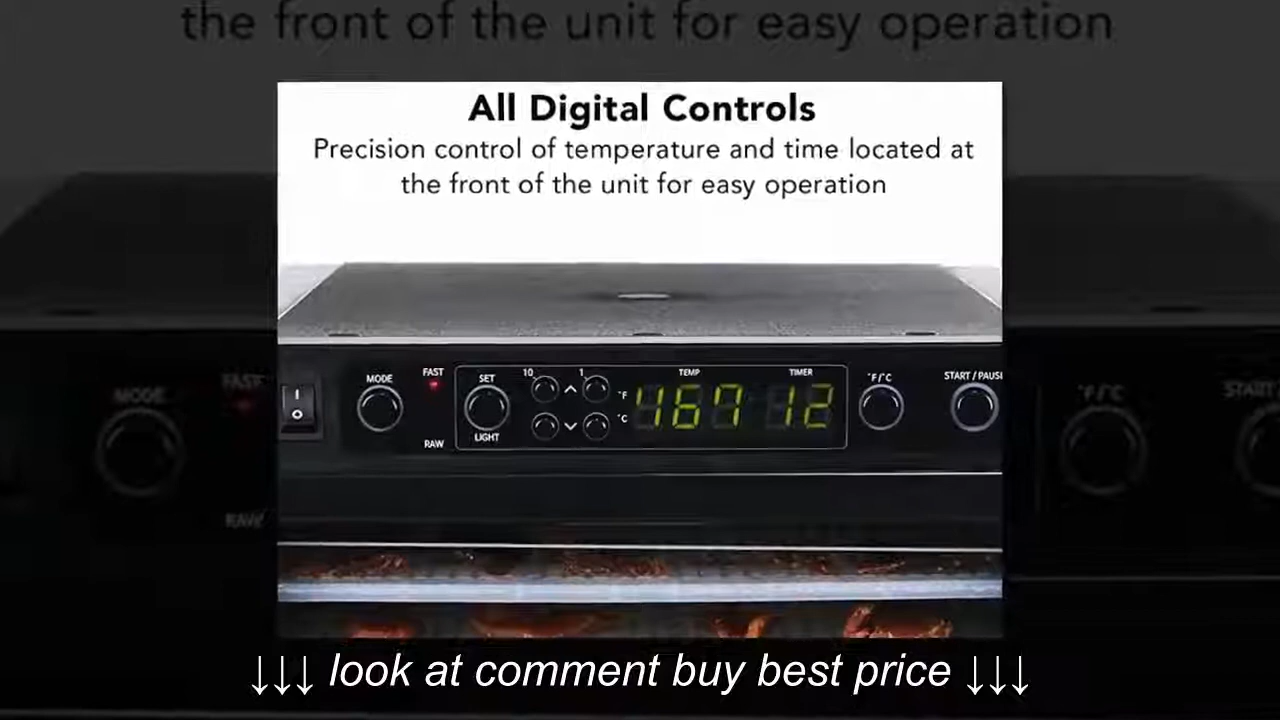 the front of the unit for easy operation
All Digital Controls
Precision control of temperature and time located at
the front of the unit for easy operation
MODE
FAST
RAW
SET
LIGHT
10 1
°F
°C
TEMP TIMER
167 12
°F/°C
START / PAUSE
I
O
MODE
FAST
RAW
°F/°C
START
↓↓↓ look at comment buy best price ↓↓↓